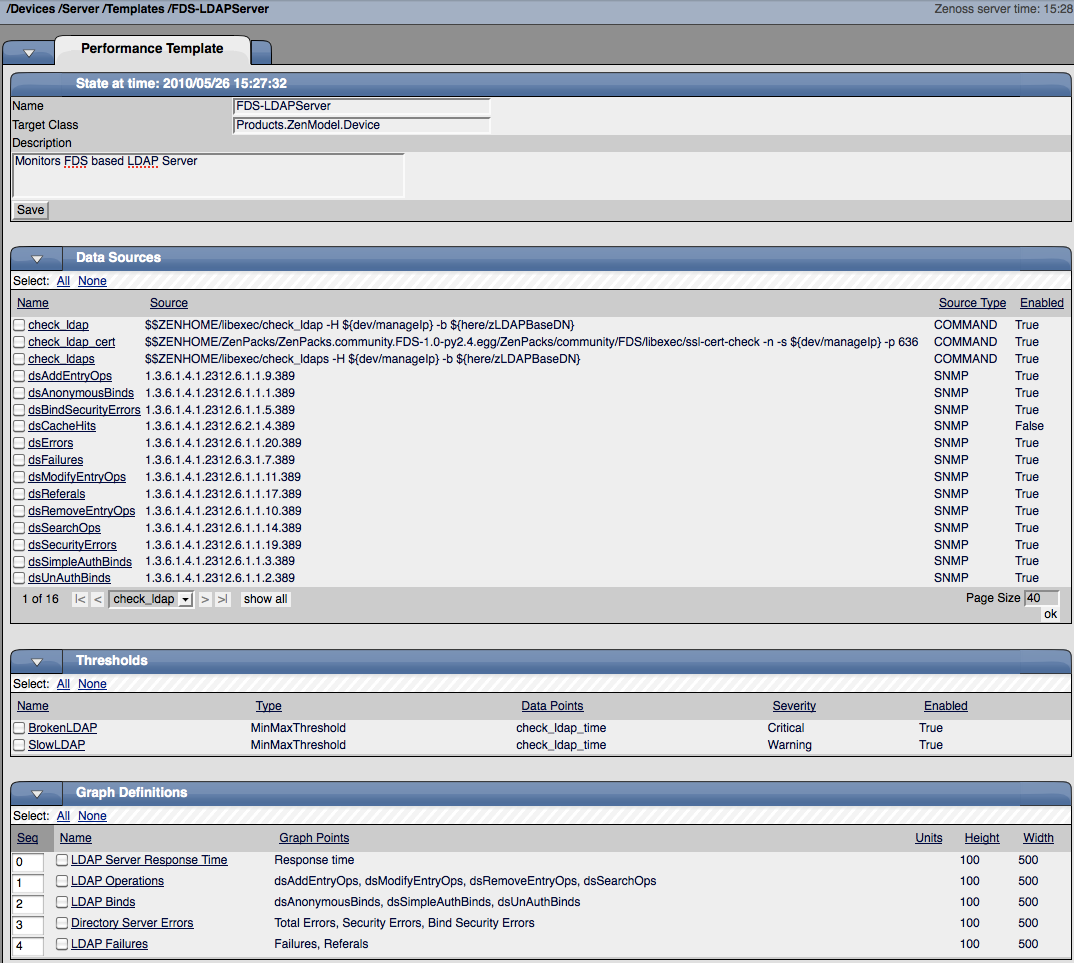 /Devices /Server /Templates /FDS-LDAPServer Zenoss server time: 15:28
Performance Template
State at time: 2010/05/26 15:27:32
Name FDS-LDAPServer
Target Class Products.ZenModel.Device
Description
Monitors FDS based LDAP Server
Save
Data Sources
Select: All None
Name Source Source Type Enabled
check_ldap $$ZENHOME/libexec/check_ldap -H ${dev/manageIp} -b ${here/zLDAPBaseDN} COMMAND True
check_ldap_cert $$ZENHOME/ZenPacks/ZenPacks.community.FDS-1.0-py2.4.egg/ZenPacks/community/FDS/libexec/ssl-cert-check -n -s ${dev/manageIp} -p 636 COMMAND True
check_ldaps $$ZENHOME/libexec/check_ldaps -H ${dev/manageIp} -b ${here/zLDAPBaseDN} COMMAND True
dsAddEntryOps 1.3.6.1.4.1.2312.6.1.1.9.389 SNMP True
dsAnonymousBinds 1.3.6.1.4.1.2312.6.1.1.1.389 SNMP True
dsBindSecurityErrors 1.3.6.1.4.1.2312.6.1.1.5.389 SNMP True
dsCacheHits 1.3.6.1.4.1.2312.6.2.1.4.389 SNMP False
dsErrors 1.3.6.1.4.1.2312.6.1.1.20.389 SNMP True
dsFailures 1.3.6.1.4.1.2312.6.3.1.7.389 SNMP True
dsModifyEntryOps 1.3.6.1.4.1.2312.6.1.1.11.389 SNMP True
dsReferals 1.3.6.1.4.1.2312.6.1.1.17.389 SNMP True
dsRemoveEntryOps 1.3.6.1.4.1.2312.6.1.1.10.389 SNMP True
dsSearchOps 1.3.6.1.4.1.2312.6.1.1.14.389 SNMP True
dsSecurityErrors 1.3.6.1.4.1.2312.6.1.1.19.389 SNMP True
dsSimpleAuthBinds 1.3.6.1.4.1.2312.6.1.1.3.389 SNMP True
dsUnAuthBinds 1.3.6.1.4.1.2312.6.1.1.2.389 SNMP True
1 of 16 |< < check_ldap > >| show all Page Size 40
ok
Thresholds
Select: All None
Name Type Data Points Severity Enabled
BrokenLDAP MinMaxThreshold check_ldap_time Critical True
SlowLDAP MinMaxThreshold check_ldap_time Warning True
Graph Definitions
Select: All None
Seq Name Graph Points Units Height Width
0 LDAP Server Response Time Response time 100 500
1 LDAP Operations dsAddEntryOps, dsModifyEntryOps, dsRemoveEntryOps, dsSearchOps 100 500
2 LDAP Binds dsAnonymousBinds, dsSimpleAuthBinds, dsUnAuthBinds 100 500
3 Directory Server Errors Total Errors, Security Errors, Bind Security Errors 100 500
4 LDAP Failures Failures, Referals 100 500